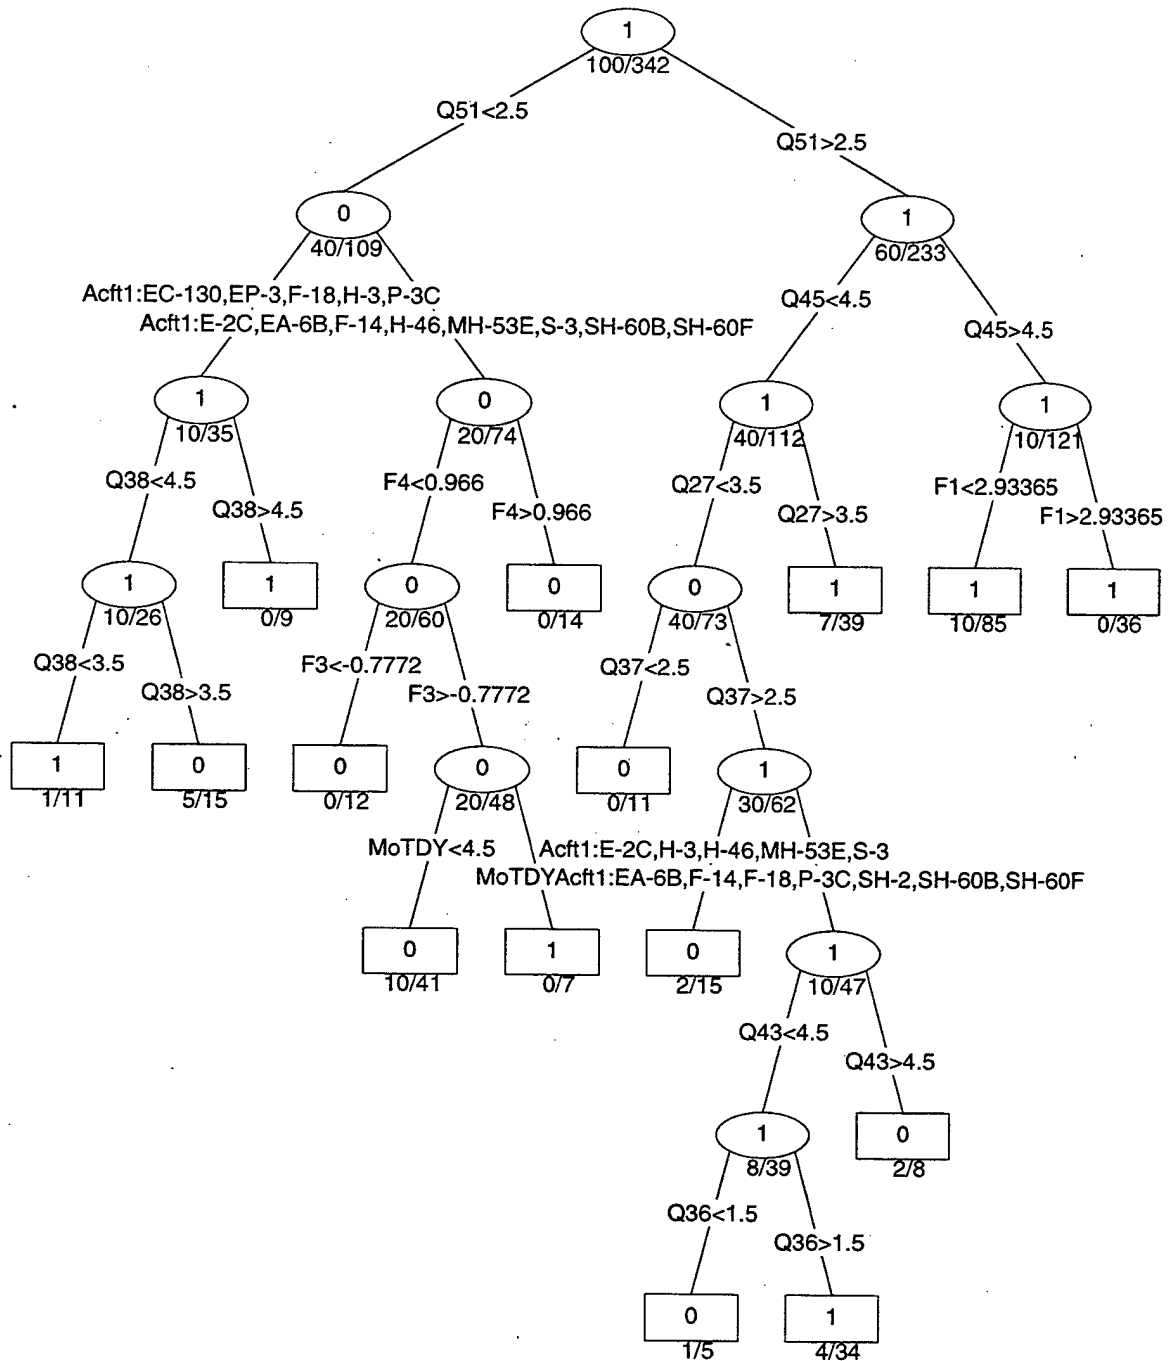 1
100/342
Q51<2.5
Q51>2.5
0
40/109
1
60/233
Acft1:EC-130,EP-3,F-18,H-3,P-3C
Acft1:E-2C,EA-6B,F-14,H-46,MH-53E,S-3,SH-60B,SH-60F
Q45<4.5
Q45>4.5
1
10/35
0
20/74
1
40/112
1
10/121
Q38<4.5
Q38>4.5
F4<0.966
F4>0.966
Q27<3.5
Q27>3.5
F1<2.93365
F1>2.93365
1
10/26
1
0/9
0
20/60
0
0/14
0
40/73
1
7/39
1
10/85
1
0/36
Q38<3.5
Q38>3.5
F3<-0.7772
F3>-0.7772
Q37<2.5
Q37>2.5
1
1/11
0
5/15
0
0/12
0
20/48
0
0/11
1
30/62
MoTDY<4.5
Acft1:E-2C,H-3,H-46,MH-53E,S-3
MoTDYAcft1:EA-6B,F-14,F-18,P-3C,SH-2,SH-60B,SH-60F
0
10/41
1
0/7
0
2/15
1
10/47
Q43<4.5
Q43>4.5
1
8/39
0
2/8
Q36<1.5
Q36>1.5
0
1/5
1
4/34